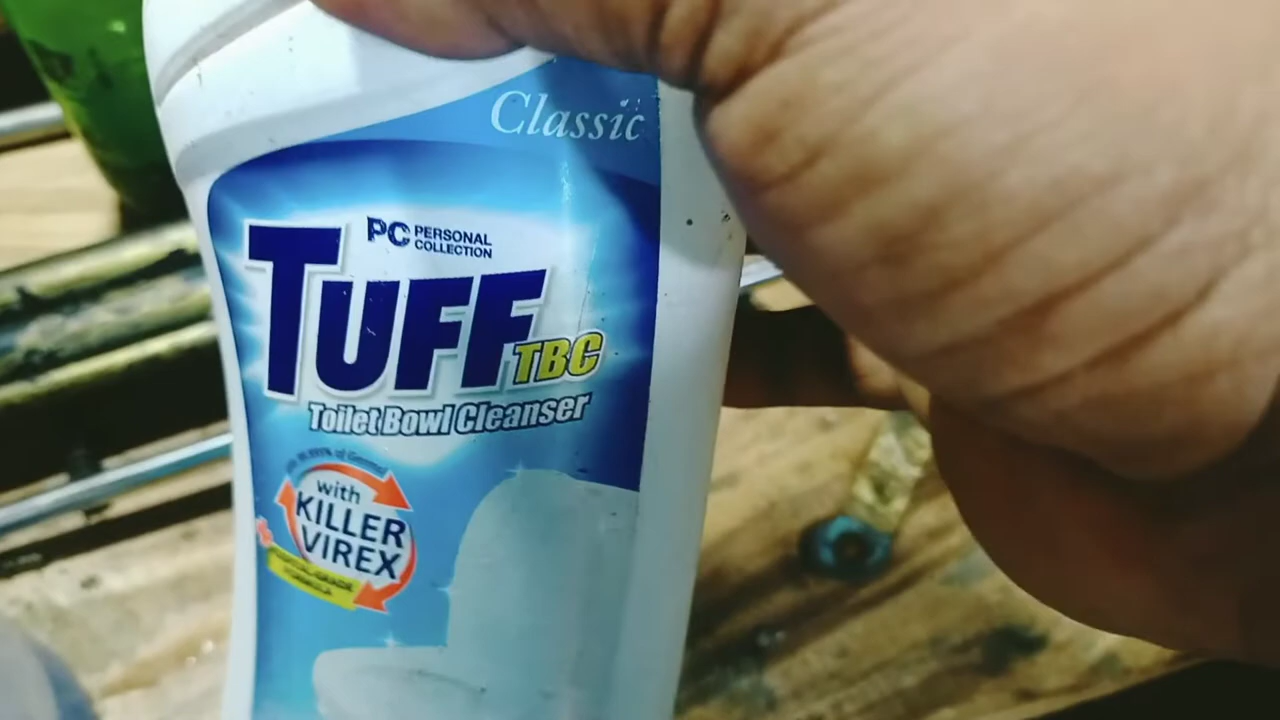 Classic
PC PERSONAL
COLLECTION
TUFF TBC
Toilet Bowl Cleanser
with
KILLER
VIREX